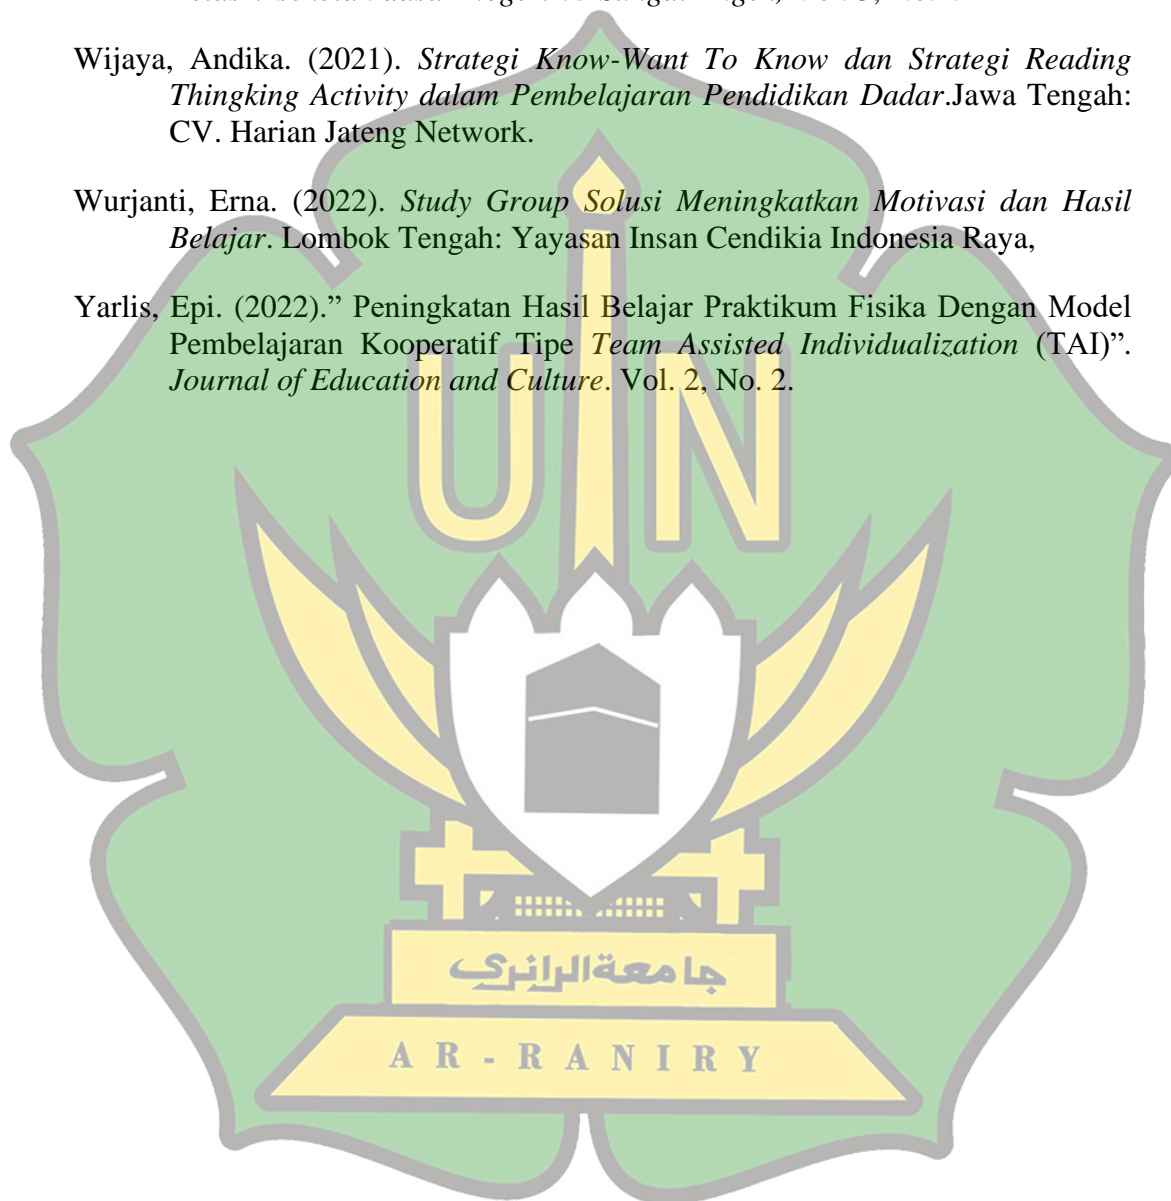 Wijaya, Andika. (2021). Strategi Know-Want To Know dan Strategi Reading
Thingking Activity dalam Pembelajaran Pendidikan Dadar.Jawa Tengah:
CV. Harian Jateng Network.
Wurjanti, Erna. (2022). Study Group Solusi Meningkatkan Motivasi dan Hasil
Belajar. Lombok Tengah: Yayasan Insan Cendikia Indonesia Raya,
Yarlis, Epi. (2022).” Peningkatan Hasil Belajar Praktikum Fisika Dengan Model
Pembelajaran Kooperatif Tipe Team Assisted Individualization (TAI)”.
Journal of Education and Culture. Vol. 2, No. 2.
UIN
جامعة الرانري
AR-RANIRY